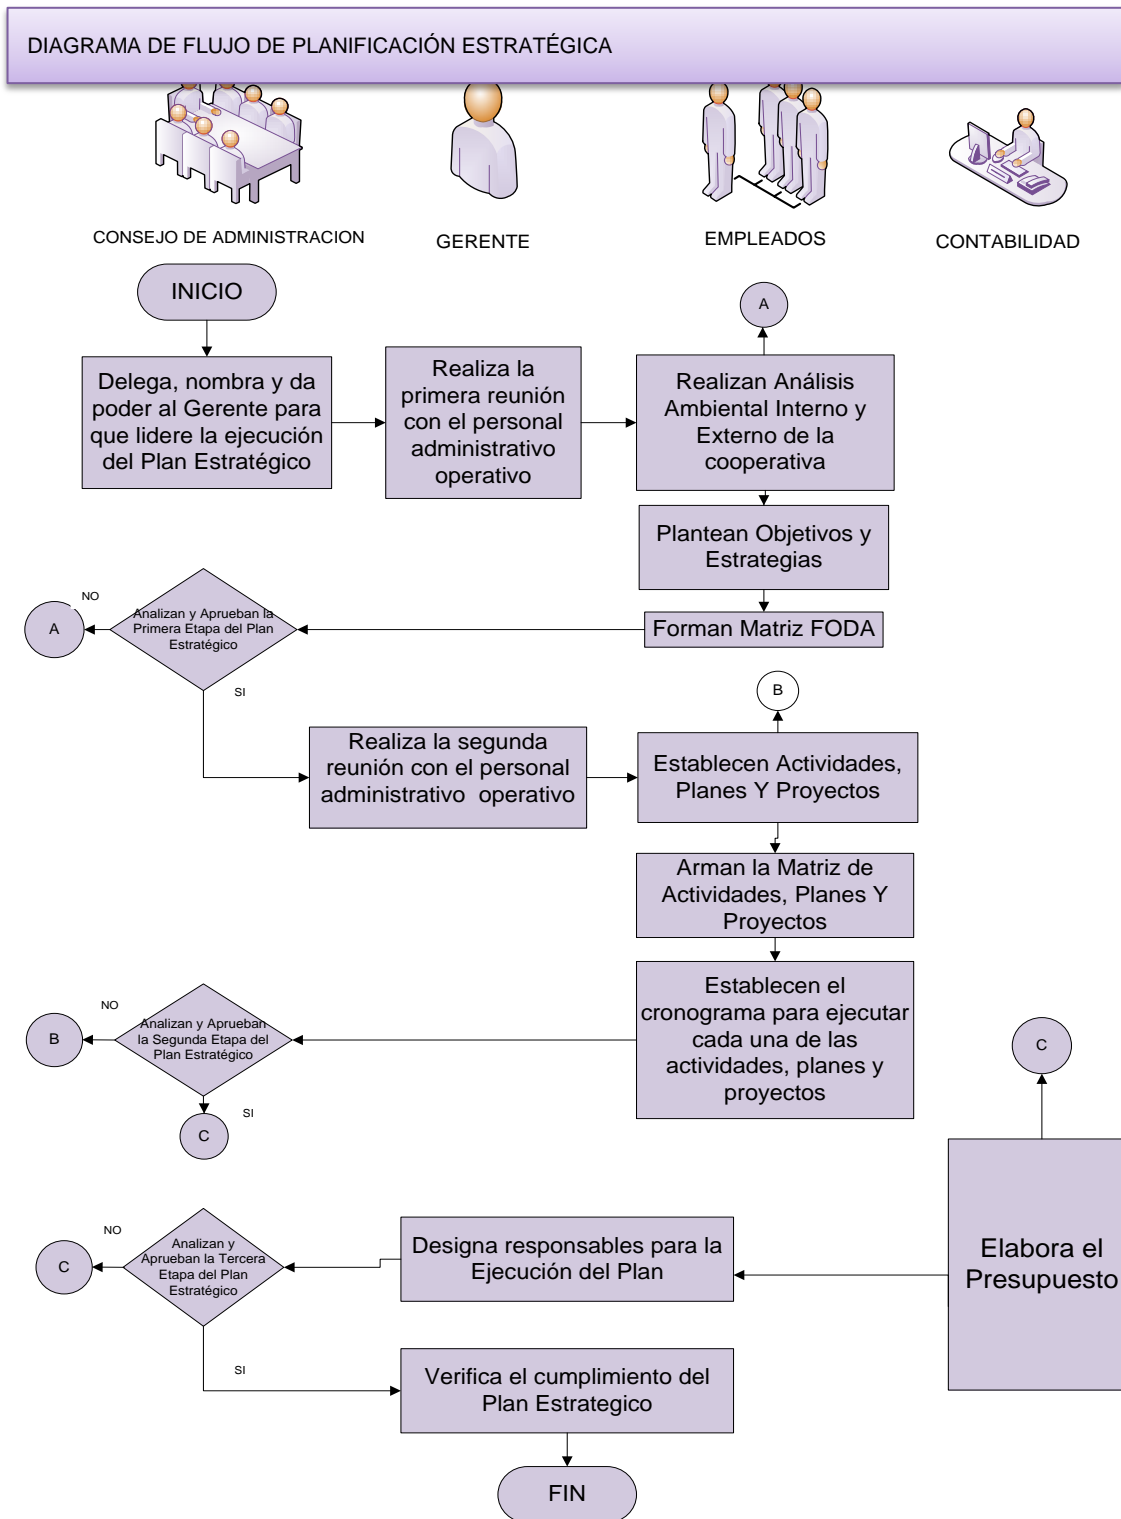 DIAGRAMA DE FLUJO DE PLANIFICACIÓN ESTRATÉGICA
CONSEJO DE ADMINISTRACION
GERENTE
EMPLEADOS
CONTABILIDAD
INICIO
A
Delega, nombra y da
poder al Gerente para
que lidere la ejecución
del Plan Estratégico
Realiza la
primera reunión
con el personal
administrativo
operativo
Realizan Análisis
Ambiental Interno y
Externo de la
cooperativa
Plantean Objetivos y
Estrategias
Forman Matriz FODA
Analizan y Aprueban la
Primera Etapa del Plan
Estratégico
NO
A
SI
B
Realiza la segunda
reunión con el personal
administrativo operativo
Establecen Actividades,
Planes Y Proyectos
Arman la Matriz de
Actividades, Planes Y
Proyectos
Establecen el
cronograma para ejecutar
cada una de las
actividades, planes y
proyectos
Analizan y Aprueban
la Segunda Etapa del
Plan Estratégico
NO
B
SI
C
C
Elabora el
Presupuesto
Designa responsables para la
Ejecución del Plan
Analizan y
Aprueban la Tercera
Etapa del Plan
Estratégico
NO
C
SI
Verifica el cumplimiento del
Plan Estrategico
FIN